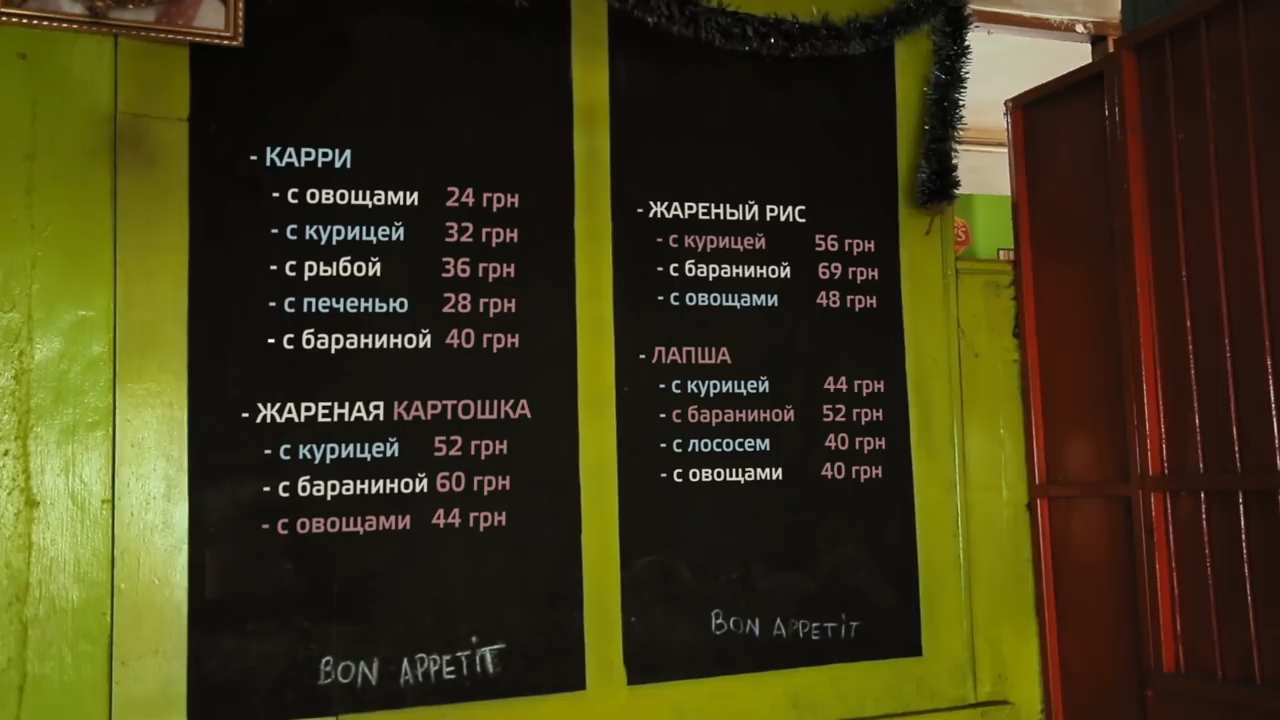 - КАРРИ
- с овощами 24 грн
- с курицей 32 грн
- с рыбой 36 грн
- с печенью 28 грн
- с бараниной 40 грн
- ЖАРЕНАЯ КАРТОШКА
- с курицей 52 грн
- с бараниной 60 грн
- с овощами 44 грн
BON APPETIT
- ЖАРЕНЫЙ РИС
- с курицей 56 грн
- с бараниной 69 грн
- с овощами 48 грн
- ЛАПША
- с курицей 44 грн
- с бараниной 52 грн
- с лососем 40 грн
- с овощами 40 грн
BON APPETIT